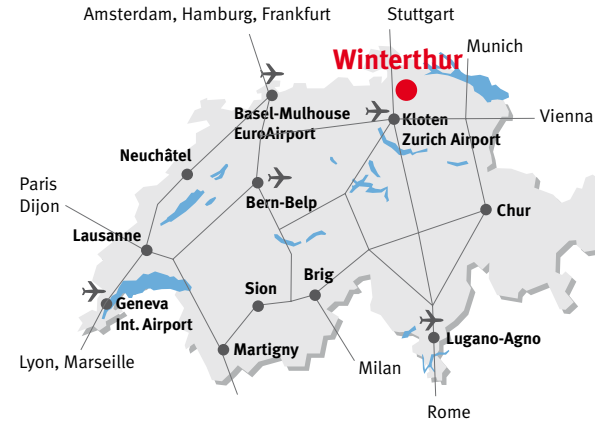 Amsterdam, Hamburg, Frankfurt
Stuttgart
Munich
Winterthur
Basel-Mulhouse
EuroAirport
Kloten
Zurich Airport
Vienna
Neuchâtel
Paris
Dijon
Bern-Belp
Chur
Lausanne
Sion
Brig
Geneva
Int. Airport
Martigny
Lugano-Agno
Lyon, Marseille
Milan
Rome